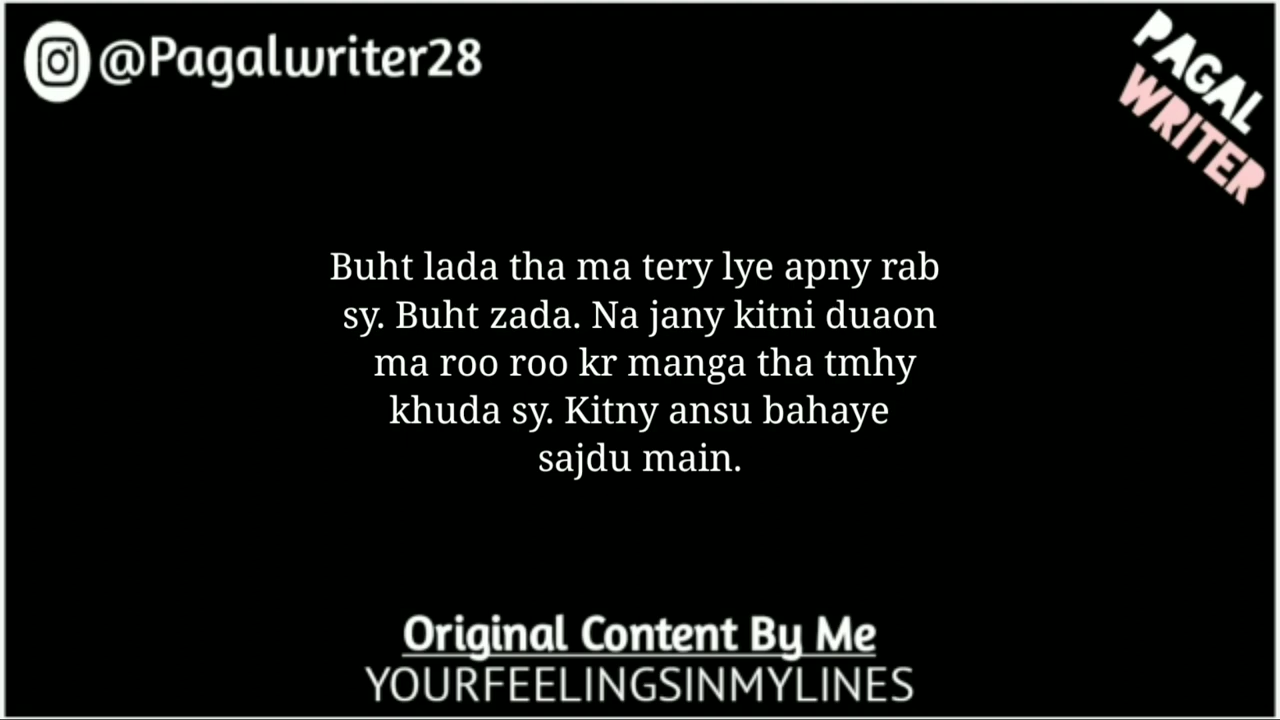 @Pagalwriter28
PAGAL
WRITER
Buht lada tha ma tery lye apny rab
sy. Buht zada. Na jany kitni duaon
ma roo roo kr manga tha tmhy
khuda sy. Kitny ansu bahaye
sajdu main.
Original Content By Me
YOURFEELINGSINMYLINES